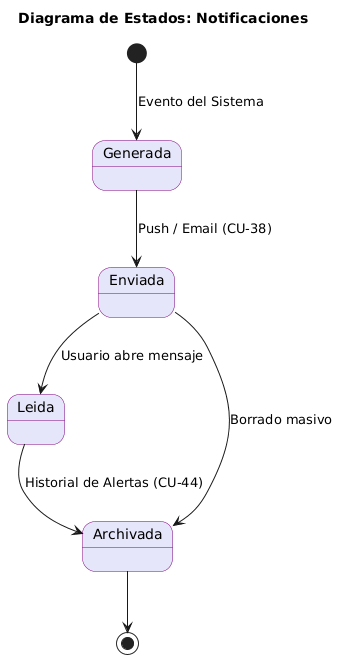 Diagrama de Estados: Notificaciones
Evento del Sistema
Generada
Push / Email (CU-38)
Enviada
Usuario abre mensaje
Leida
Borrado masivo
Historial de Alertas (CU-44)
Archivada